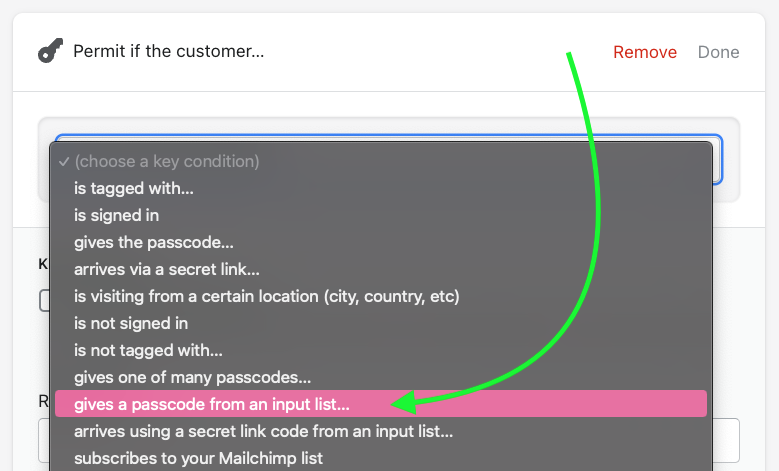 Permit if the customer...
Remove
Done
✓ (choose a key condition)
is tagged with...
is signed in
gives the passcode...
arrives via a secret link...
is visiting from a certain location (city, country, etc)
is not signed in
is not tagged with...
gives one of many passcodes...
gives a passcode from an input list...
arrives using a secret link code from an input list...
subscribes to your Mailchimp list